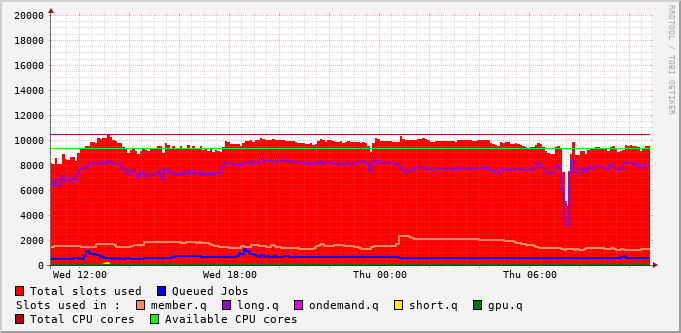 RRDTOOL / TOBI OETIKER
20000
18000
16000
14000
12000
10000
8000
6000
4000
2000
0
Wed 12:00 Wed 18:00 Thu 00:00 Thu 06:00
Total slots used Queued Jobs
Slots used in : member.q long.q ondemand.q short.q gpu.q
Total CPU cores Available CPU cores